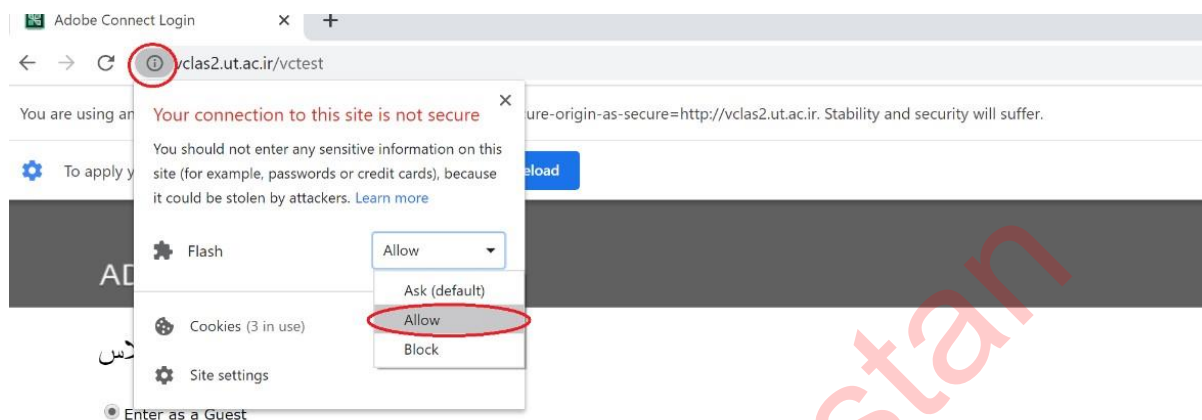 Adobe Connect Login
vclas2.ut.ac.ir/vctest
You are using an
ure-origin-as-secure=http://vclas2.ut.ac.ir. Stability and security will suffer.
Your connection to this site is not secure
You should not enter any sensitive information on this
site (for example, passwords or credit cards), because
it could be stolen by attackers. Learn more
To apply y
eload
Flash
Allow
Ask (default)
Allow
Block
AD
Cookies (3 in use)
Site settings
لاس
Enter as a Guest
stan